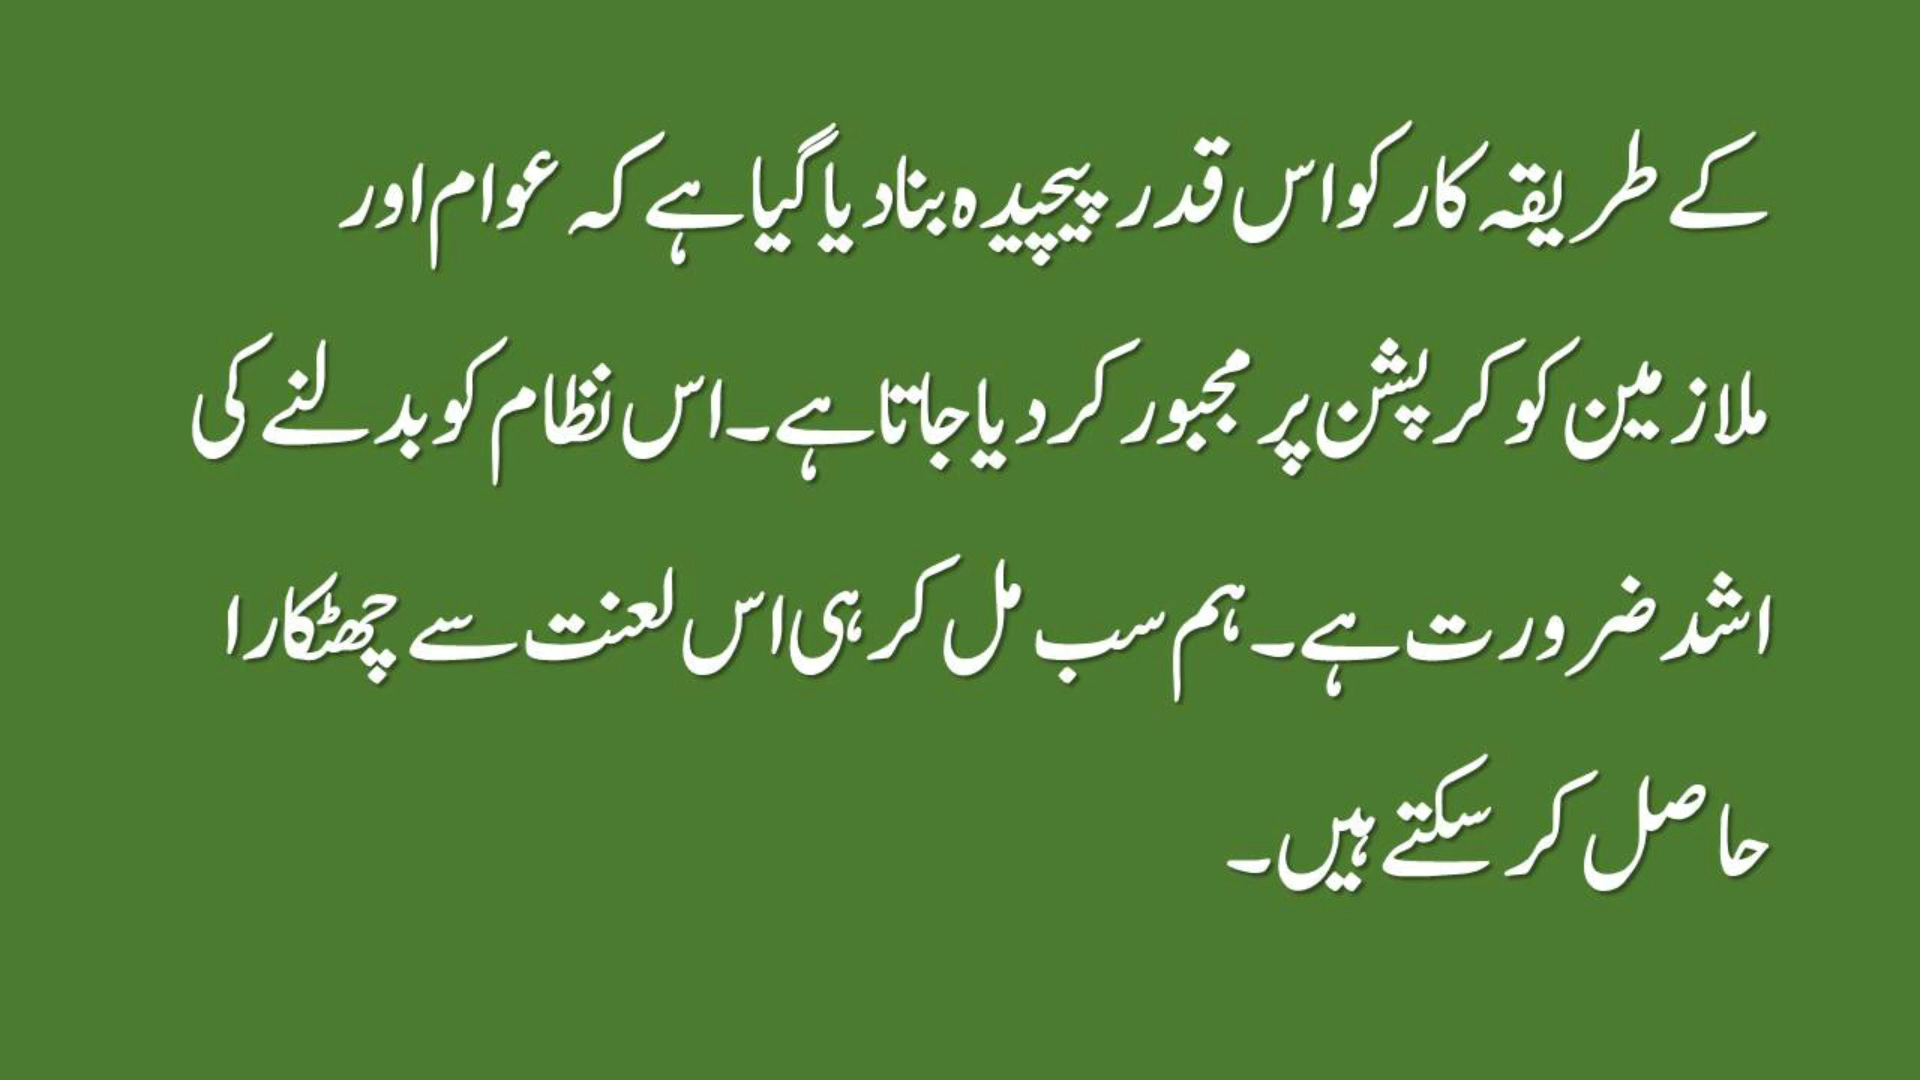 کے طریقہ کار کو اس قدر پیچیدہ بنا دیا گیا ہے کہ عوام اور
ملازمین کو کرپشن پر مجبور کر دیا جاتا ہے۔ اس نظام کو بدلنے کی
اشد ضرورت ہے۔ ہم سب مل کر ہی اس لعنت سے چھٹکارا
حاصل کر سکتے ہیں۔